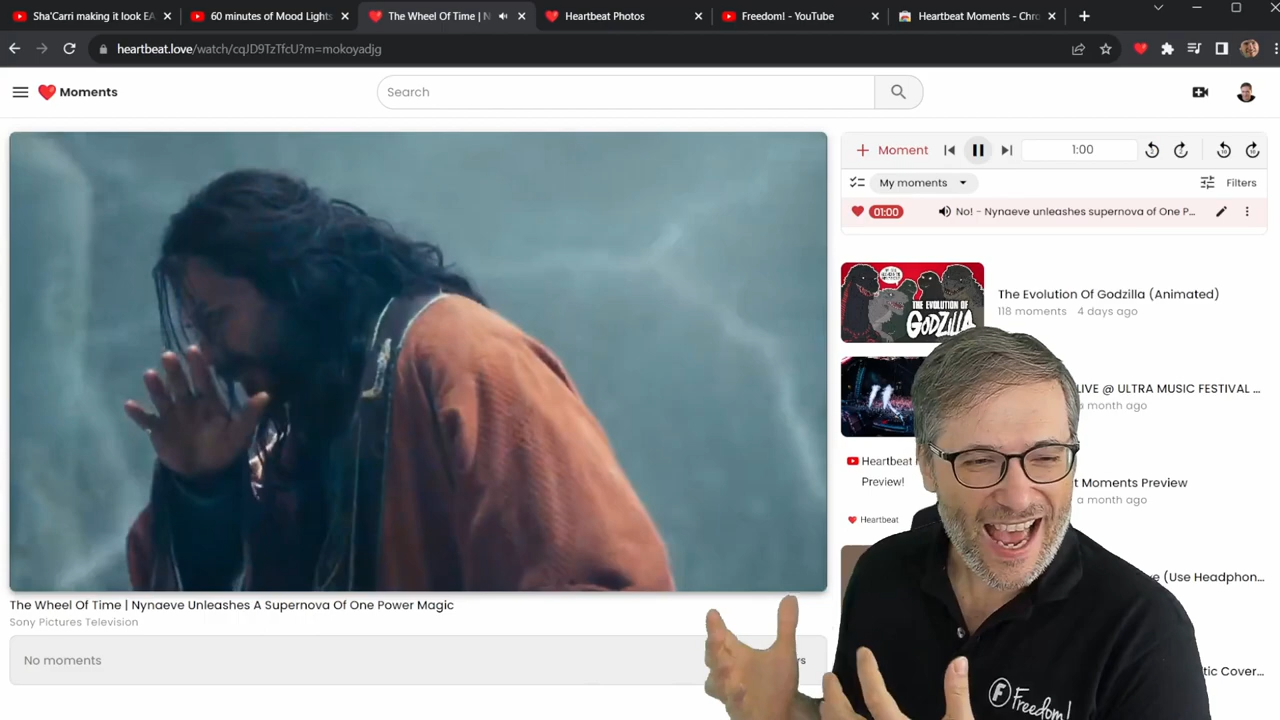 Sha'Carri making it look EA
60 minutes of Mood Lights
The Wheel Of Time | N
Heartbeat Photos
Freedom! - YouTube
Heartbeat Moments - Chro
heartbeat.love/watch/cqJD9TzTfcU?m=mokoyadjg
Moments
Search
+ Moment
1:00
My moments
Filters
01:00
No! - Nynaeve unleashes supernova of One P...
THE EVOLUTION OF
GODZILLA
The Evolution Of Godzilla (Animated)
118 moments 4 days ago
LIVE @ ULTRA MUSIC FESTIVAL ...
month ago
Heartbeat
Preview!
Moments Preview
a month ago
Heartbeat
(Use Headphon...
The Wheel Of Time | Nynaeve Unleashes A Supernova Of One Power Magic
Sony Pictures Television
No moments
Cover...
Freedom!